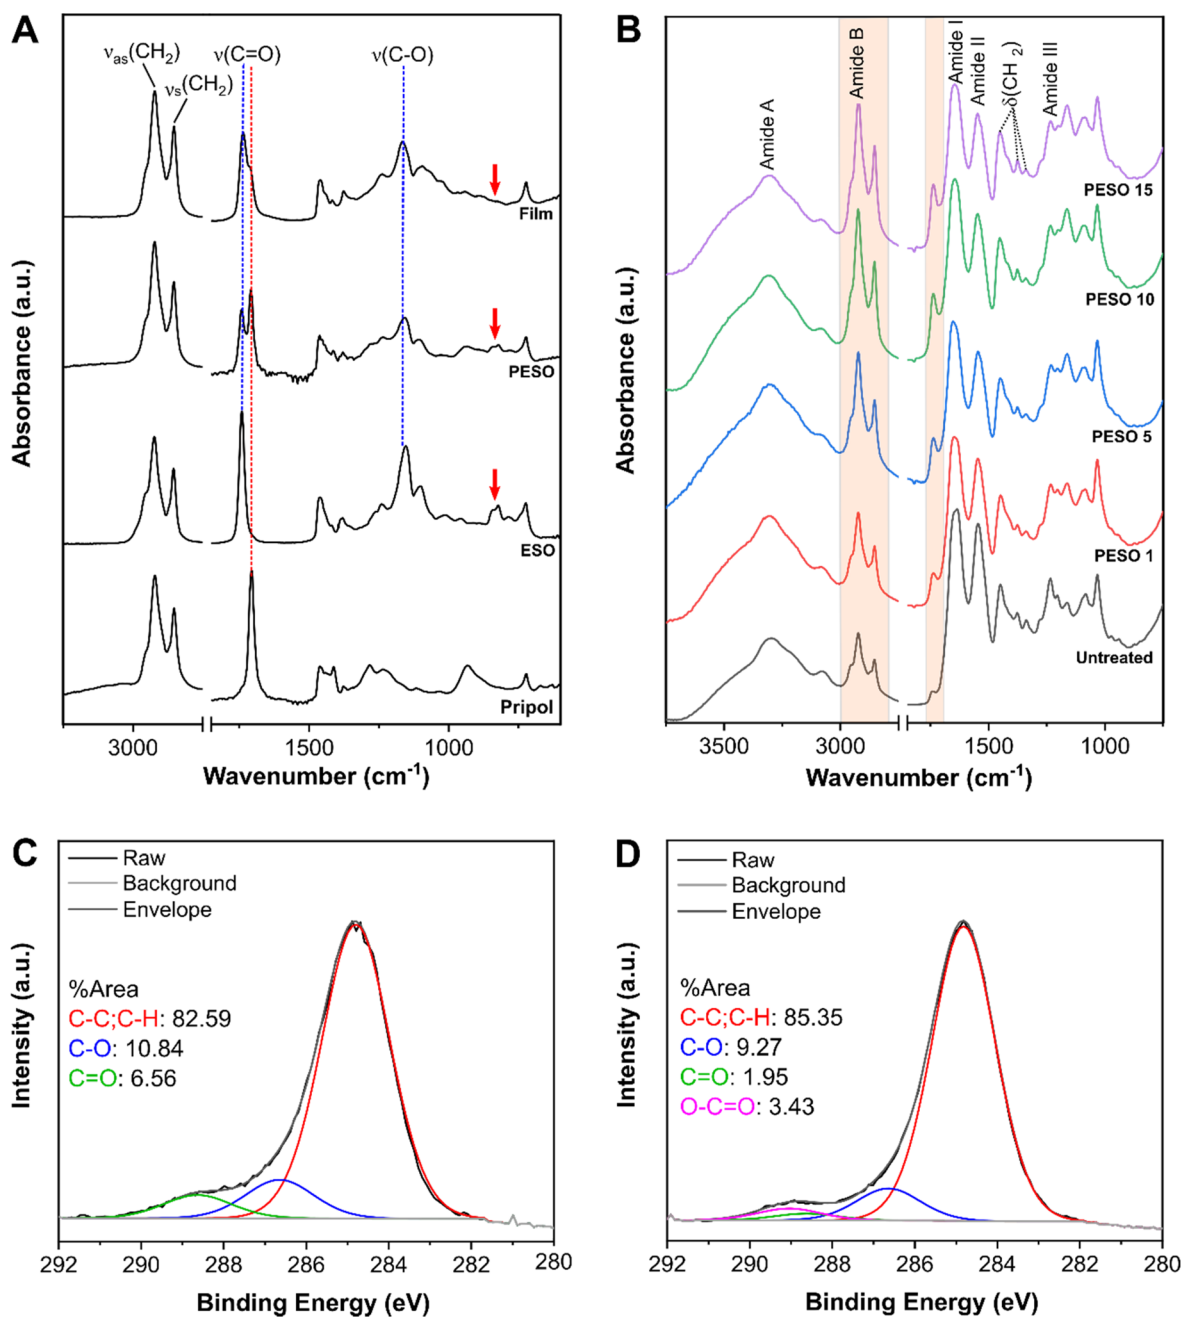 A
νas(CH2)
νs(CH2)
ν(C=O)
ν(C-O)
Film
PESO
ESO
Pripol
Absorbance (a.u.)
3000
1500
1000
Wavenumber (cm-1)
B
Amide A
Amide B
Amide I
Amide II
δ(CH 2)
Amide III
PESO 15
PESO 10
PESO 5
PESO 1
Untreated
Absorbance (a.u.)
3500
3000
1500
1000
Wavenumber (cm-1)
C
Raw
Background
Envelope
%Area
C-C;C-H: 82.59
C-O: 10.84
C=O: 6.56
Intensity (a.u.)
292
290
288
286
284
282
280
Binding Energy (eV)
D
Raw
Background
Envelope
%Area
C-C;C-H: 85.35
C-O: 9.27
C=O: 1.95
O-C=O: 3.43
Intensity (a.u.)
292
290
288
286
284
282
280
Binding Energy (eV)